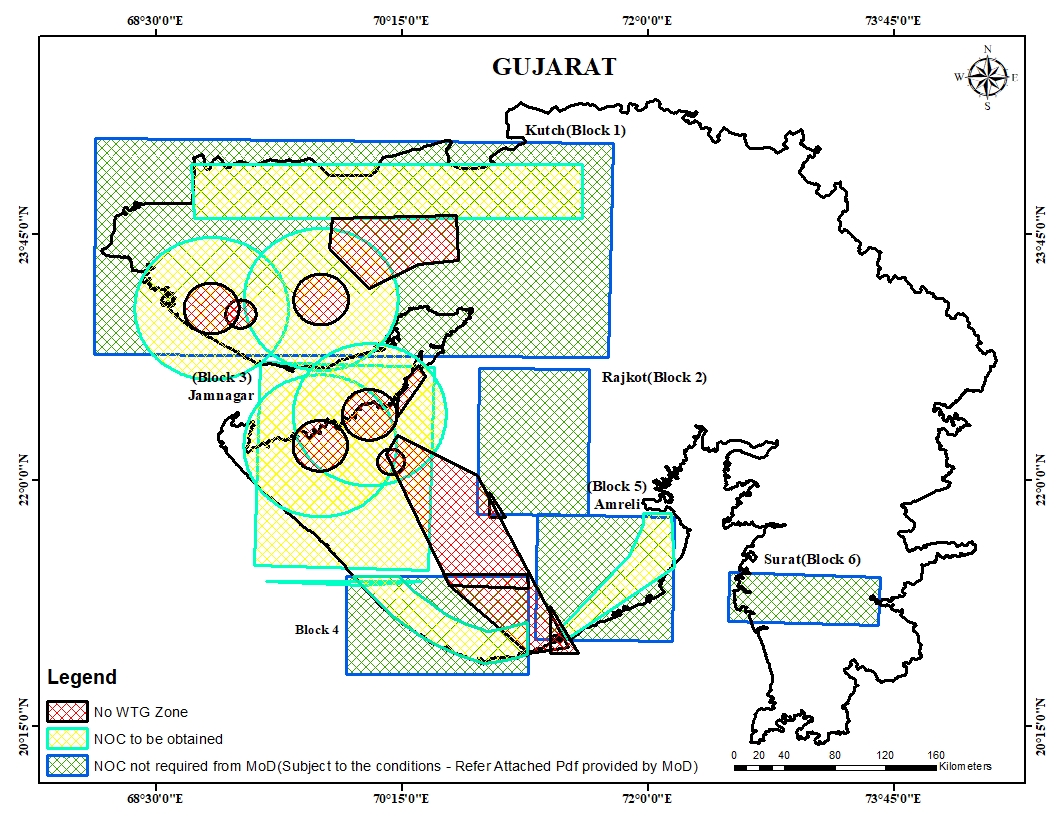 68°30'0"E 70°15'0"E 72°0'0"E 73°45'0"E
GUJARAT
N
W E
S
Kutch(Block 1)
23°45'0"N 23°45'0"N
(Block 3)
Jamnagar
Rajkot(Block 2)
22°0'0"N 22°0'0"N
(Block 5)
Amreli
Surat(Block 6)
Block 4
Legend
No WTG Zone
NOC to be obtained
NOC not required from MoD(Subject to the conditions - Refer Attached Pdf provided by MoD)
20°15'0"N 20°15'0"N
0 20 40 80 120 160
Kilometers
68°30'0"E 70°15'0"E 72°0'0"E 73°45'0"E